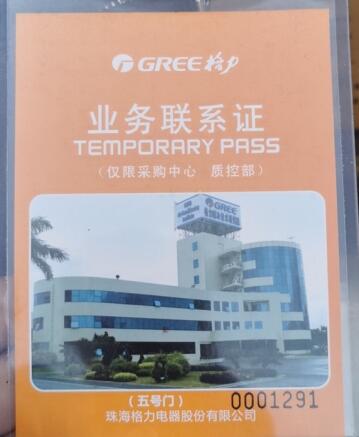 GREE格力
业务联系证
TEMPORARY PASS
（仅限采购中心 质控部）
GREE
（五号门）
0001291
珠海格力电器股份有限公司